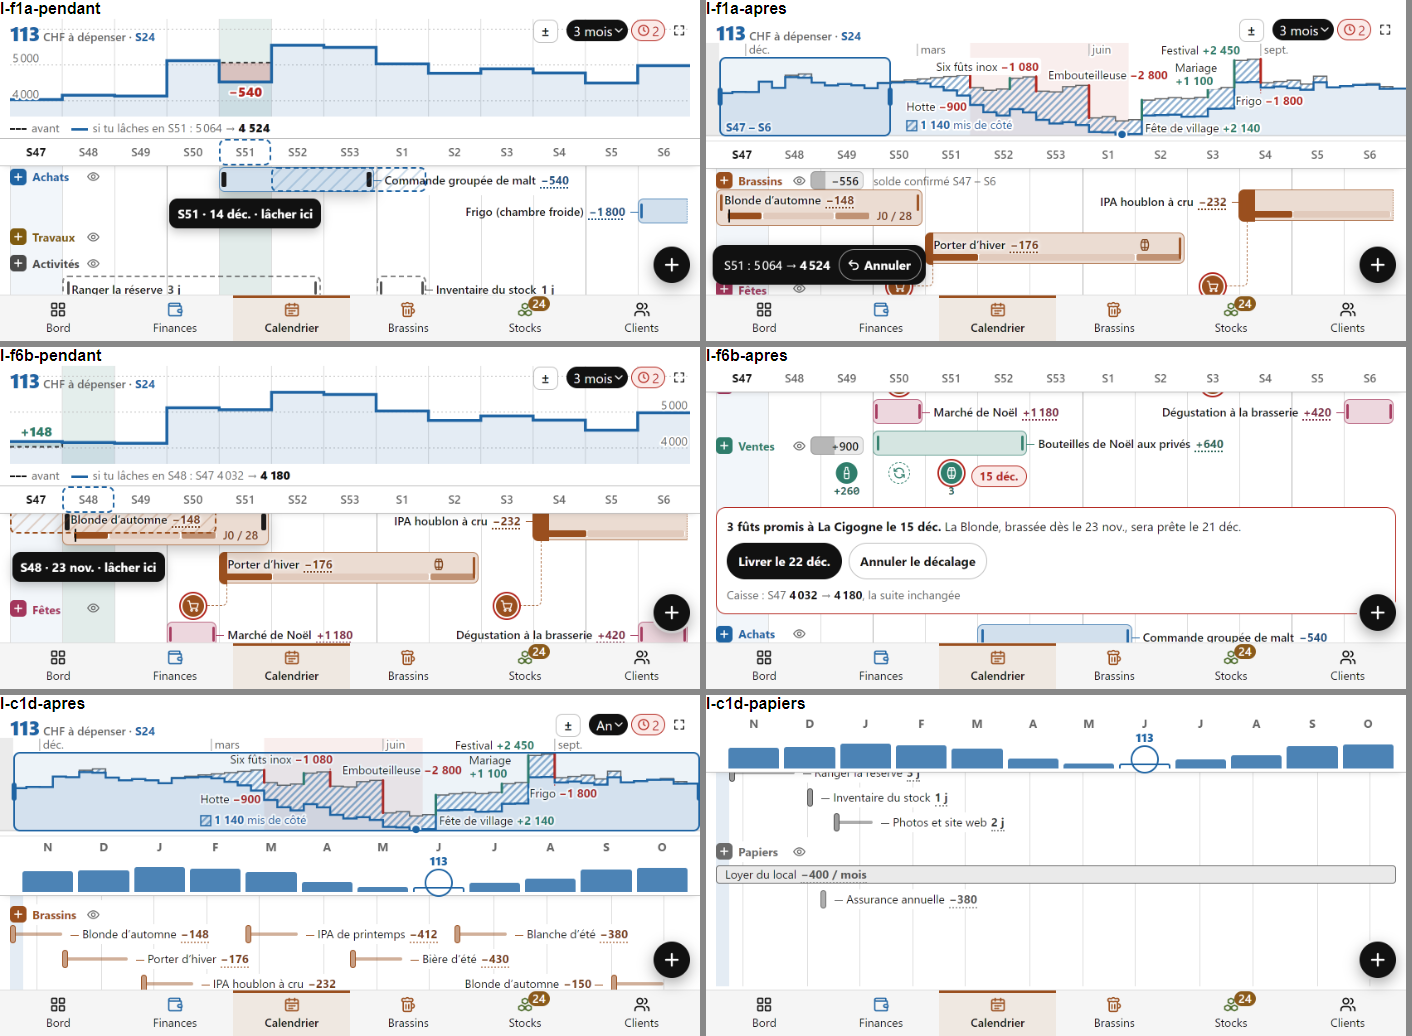 I-f1a-pendant
113 CHF à dépenser · S24
± 3 mois 2
5 000
4 000
−540
avant si tu lâches en S51 : 5 064 → 4 524
S47 S48 S49 S50 S51 S52 S53 S1 S2 S3 S4 S5 S6
Achats
Commande groupée de malt −540
S51 · 14 déc. · lâcher ici
Frigo (chambre froide) −1 800
Travaux
Activités
Ranger la réserve 3 j
Inventaire du stock 1 j
Bord Finances Calendrier Brassins Stocks 24 Clients
I-f1a-apres
113 CHF à dépenser · S24
± 3 mois 2
déc. mars juin sept.
Festival +2 450
Six fûts inox −1 080
Mariage +1 100
Embouteilleuse −2 800
Hotte −900
Frigo −1 800
S47 – S6
1 140 mis de côté
Fête de village +2 140
S47 S48 S49 S50 S51 S52 S53 S1 S2 S3 S4 S5 S6
Brassins −556 solde confirmé S47 – S6
Blonde d'automne −148
J0 / 28
IPA houblon à cru −232
Porter d'hiver −176
S51 : 5 064 → 4 524 Annuler
Fêtes
Bord Finances Calendrier Brassins Stocks 24 Clients
I-f6b-pendant
113 CHF à dépenser · S24
± 3 mois 2
5 000
+148
4 000
avant si tu lâches en S48 : S47 4 032 → 4 180
S47 S48 S49 S50 S51 S52 S53 S1 S2 S3 S4 S5 S6
Blonde d'automne −148
J0 / 28
IPA houblon à cru −232
S48 · 23 nov. · lâcher ici
Porter d'hiver −176
Fêtes
Marché de Noël +1 180
Dégustation à la brasserie +420
Bord Finances Calendrier Brassins Stocks 24 Clients
I-f6b-apres
S47 S48 S49 S50 S51 S52 S53 S1 S2 S3 S4 S5 S6
Marché de Noël +1 180
Dégustation à la brasserie +420
Ventes +900
Bouteilles de Noël aux privés +640
+260 3 15 déc.
3 fûts promis à La Cigogne le 15 déc. La Blonde, brassée dès le 23 nov., sera prête le 21 déc.
Livrer le 22 déc. Annuler le décalage
Caisse : S47 4 032 → 4 180, la suite inchangée
Achats
Commande groupée de malt −540
Bord Finances Calendrier Brassins Stocks 24 Clients
I-c1d-apres
113 CHF à dépenser · S24
± An 2
déc. mars juin sept.
Festival +2 450
Six fûts inox −1 080
Mariage +1 100
Embouteilleuse −2 800
Hotte −900
Frigo −1 800
1 140 mis de côté
Fête de village +2 140
N D J F M A M J J A S O
113
Brassins
Blonde d'automne −148
IPA de printemps −412
Blanche d'été −380
Porter d'hiver −176
Bière d'été −430
IPA houblon à cru −232
Blonde d'automne −150
Bord Finances Calendrier Brassins Stocks 24 Clients
I-c1d-papiers
N D J F M A M J J A S O
113
Ranger la réserve 3 j
Inventaire du stock 1 j
Photos et site web 2 j
Papiers
Loyer du local −400 / mois
Assurance annuelle −380
Bord Finances Calendrier Brassins Stocks 24 Clients